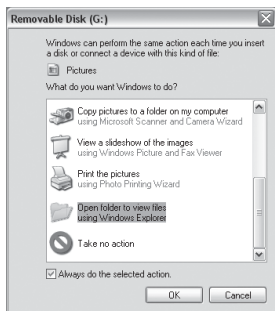 Removable Disk (G:)
Windows can perform the same action each time you insert
a disk or connect a device with this kind of file:
Pictures
What do you want Windows to do?
Copy pictures to a folder on my computer
using Microsoft Scanner and Camera Wizard
View a slideshow of the images
using Windows Picture and Fax Viewer
Print the pictures
using Photo Printing Wizard
Open folder to view files
using Windows Explorer
Take no action
Always do the selected action.
OK Cancel